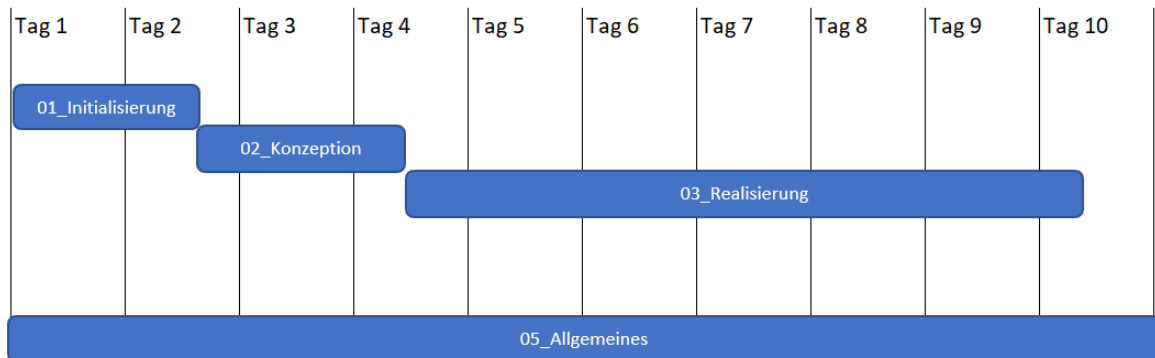 Tag 1 Tag 2 Tag 3 Tag 4 Tag 5 Tag 6 Tag 7 Tag 8 Tag 9 Tag 10
01_Initialisierung
02_Konzeption
03_Realisierung
05_Allgemeines